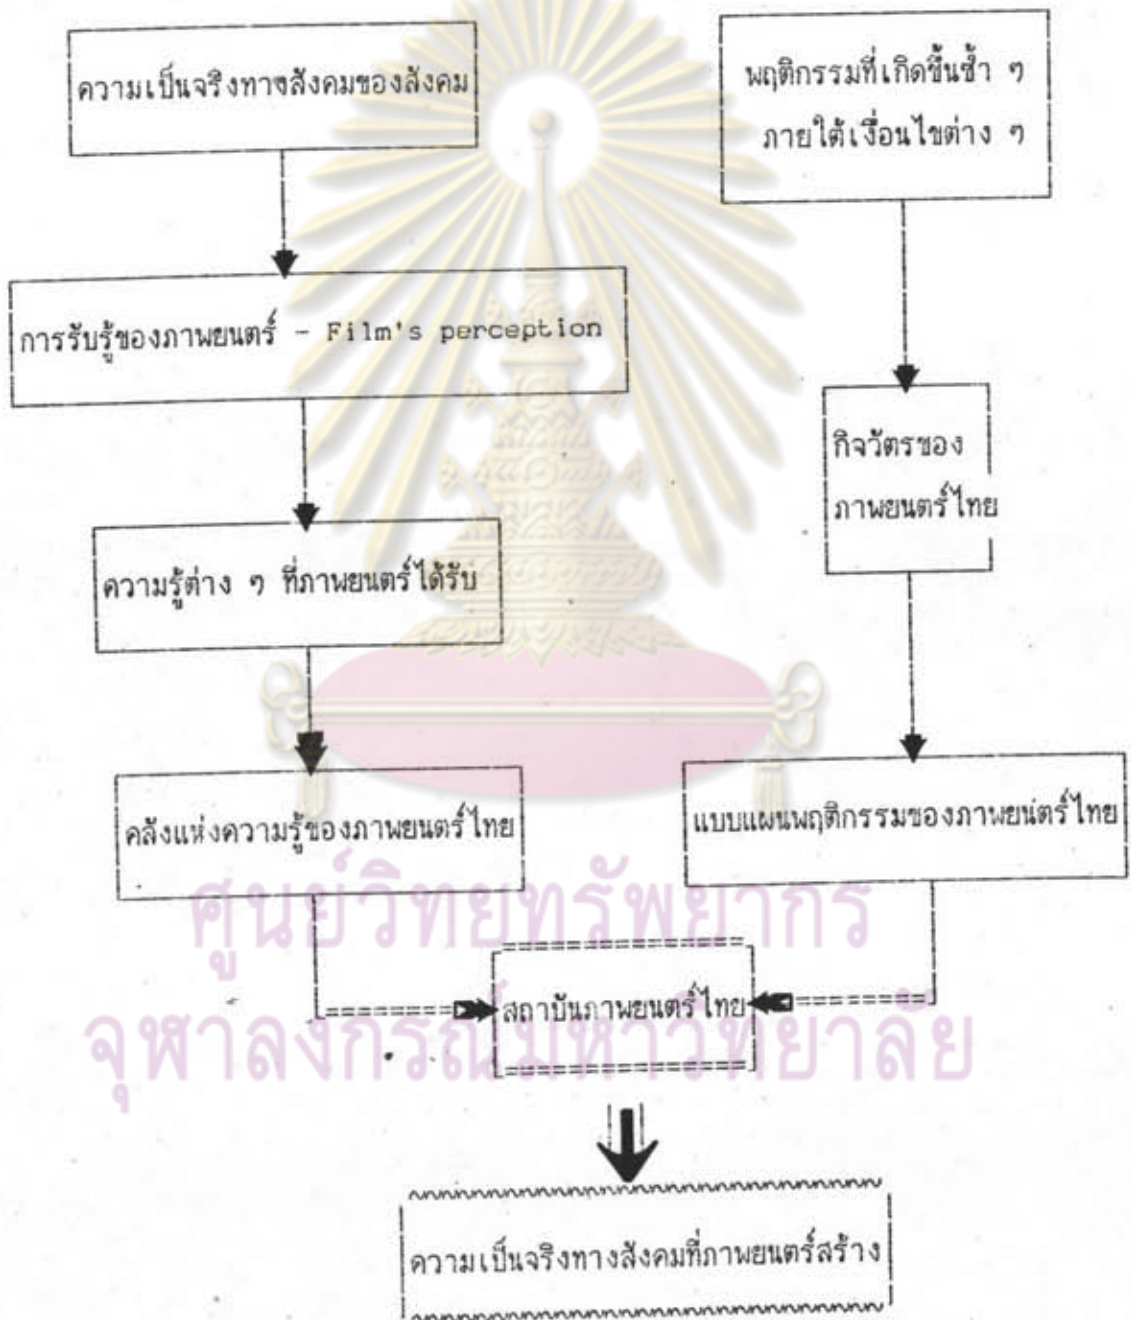 ความเป็นจริงทางสังคมของสังคม
พฤติกรรมที่เกิดขึ้นซ้ำ ๆ
ภายใต้เงื่อนไขต่าง ๆ
การรับรู้ของภาพยนตร์ - Film's perception
กิจวัตรของ
ภาพยนตร์ไทย
ความรู้ต่าง ๆ ที่ภาพยนตร์ได้รับ
คลังแห่งความรู้ของภาพยนตร์ไทย
แบบแผนพฤติกรรมของภาพยนตร์ไทย
ศูนย์วิทยทรัพยากร
สถาบันภาพยนตร์ไทย
จุฬาลงกรณ์มหาวิทยาลัย
ความเป็นจริงทางสังคมที่ภาพยนตร์สร้าง